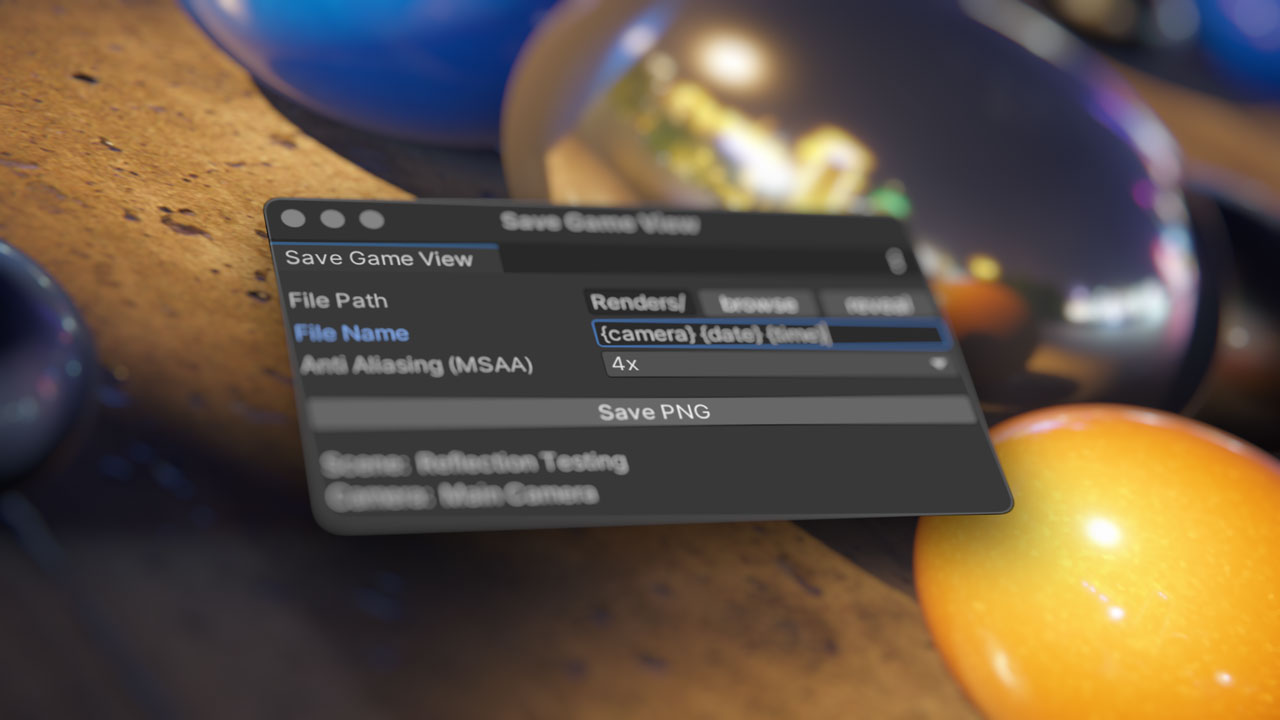 Save Game View
Save Game View
File Path Renders/ browse reveal
File Name {camera} {date} {time}
Anti Aliasing (MSAA) 4x
Save PNG
Scene: Reflection Testing
Camera: Main Camera